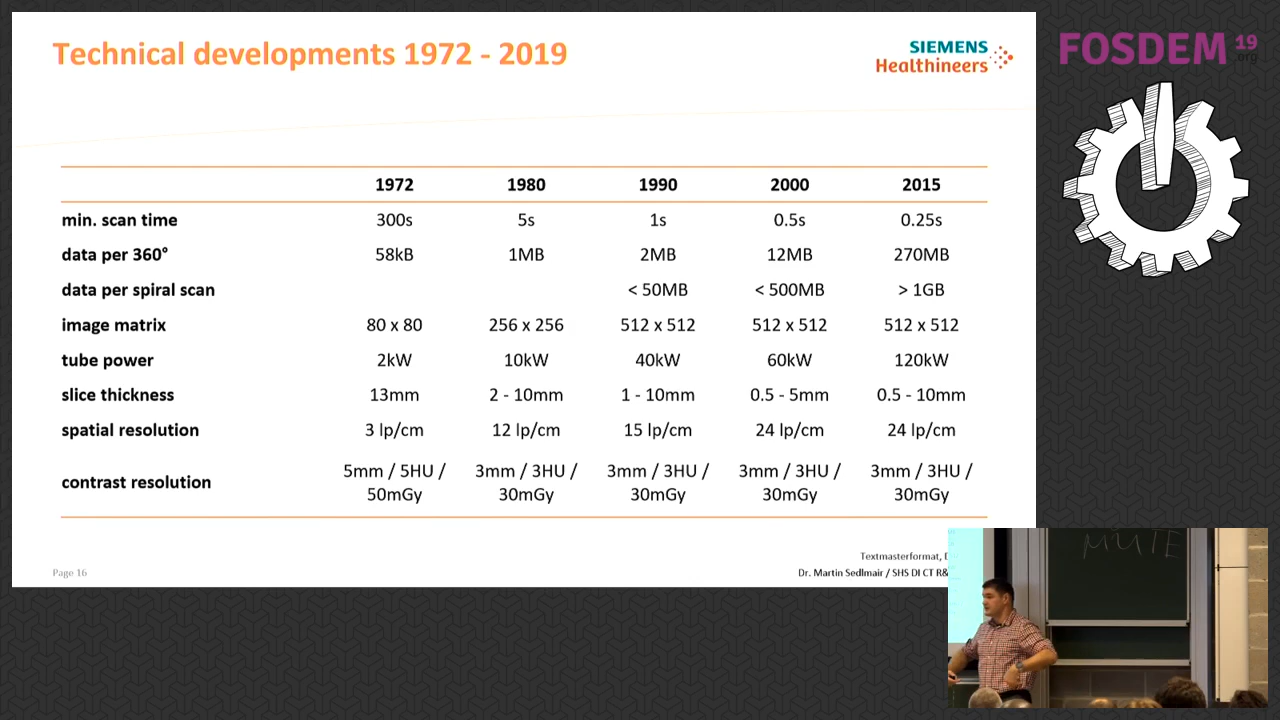 Technical developments 1972 - 2019
SIEMENS
Healthineers
FOSDEM 19
.org
1972 1980 1990 2000 2015
min. scan time 300s 5s 1s 0.5s 0.25s
data per 360° 58kB 1MB 2MB 12MB 270MB
data per spiral scan < 50MB < 500MB > 1GB
image matrix 80 x 80 256 x 256 512 x 512 512 x 512 512 x 512
tube power 2kW 10kW 40kW 60kW 120kW
slice thickness 13mm 2 - 10mm 1 - 10mm 0.5 - 5mm 0.5 - 10mm
spatial resolution 3 lp/cm 12 lp/cm 15 lp/cm 24 lp/cm 24 lp/cm
contrast resolution 5mm / 5HU / 3mm / 3HU / 3mm / 3HU / 3mm / 3HU / 3mm / 3HU /
50mGy 30mGy 30mGy 30mGy 30mGy
Textmasterformat,
Page 16
Dr. Martin Sedlmair / SHS DI CT
MUTE